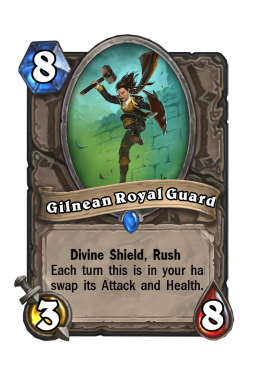 8
Gilnean Royal Guard
Divine Shield, Rush
Each turn this is in your ha
swap its Attack and Health.
3
8